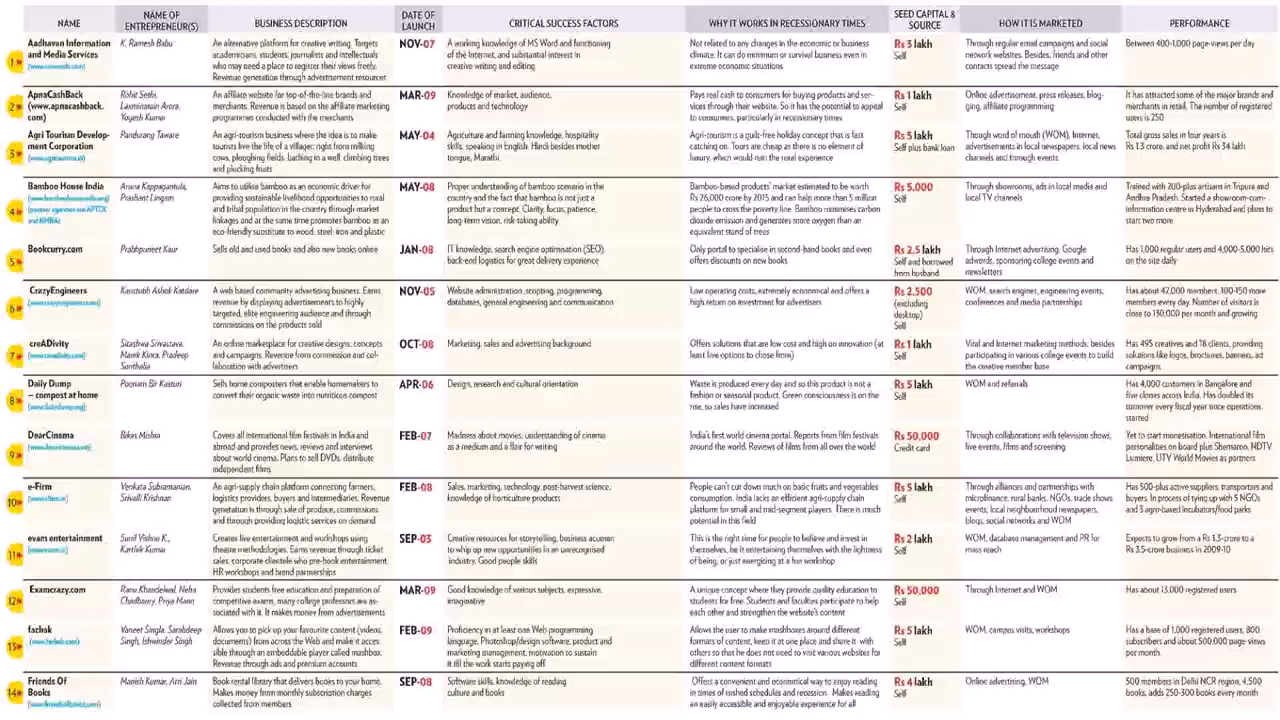 NAME
NAME OF
ENTREPRENEUR(S)
BUSINESS DESCRIPTION
DATE OF
LAUNCH
CRITICAL SUCCESS FACTORS
WHY IT WORKS IN RECESSIONARY TIMES
SEED CAPITAL &
SOURCE
HOW IT IS MARKETED
PERFORMANCE
1
Aadhavan Information
and Media Services
K. Ramesh Babu
An alternative platform for creative writing. Targets
academicians, students, journalists and intellectuals
who may need a place to register their views freely.
Revenue generation through advertisement resources
NOV-07
A working knowledge of MS Word and functioning
of the Internet, and substantial interest in
creative writing and editing
Not related to any changes in the economic or business
climate. It can do minimum or survival business even
in extreme economic situations
Rs 3 lakh
Self
Through regular email campaigns and social
network websites. Besides, friends and other
contacts spread the message
Between 400-1,000 page-views per day
2
ApnaCashBack
(www.apnacashback.
com)
Rohit Sethi,
Laxminarain Arora,
Yogesh Kumar
An affiliate website for top-of-the-line brands and
merchants. Revenue is based on the affiliate marketing
programmes conducted with the merchants
MAR-09
Knowledge of market, audience,
products and technology
Pays real cash to consumers for buying products and ser-
vices through their website. So it has the potential to appeal
to consumers, particularly in recessionary times
Rs 1 lakh
Self
Online advertisement, press releases, blog-
ging, affiliate programming
It has attracted some of the major brands and
merchants in retail. The number of registered
users is 250
3
Agri Tourism Develop-
ment Corporation
Pandurang Taware
An agri-tourism business where the idea is to make
tourists live the life of a villager: right from milking
cows, ploughing fields, bathing in a well, climbing trees
and plucking fruits
MAY-04
Agriculture and farming knowledge, hospitality
skills, speaking in English, Hindi besides mother
tongue, Marathi.
Agri-tourism is a guilt-free holiday concept that is fast
catching on. Tours are cheap as there is no element of
luxury, which would ruin the rural experience
Rs 5 lakh
Self plus bank loan
Though word of mouth (WOM), Internet,
advertisements in local newspapers, local news
channels and through events.
Total gross sales in four years is
Rs 1.3 crore, and net profit Rs 34 lakh
4
Bamboo House India
Aruna Kappagantula,
Prashant Lingam
Aims to utilise bamboo as an economic driver for
providing sustainable livelihood opportunities to rural
and tribal population in the country through market
linkages and at the same time promotes bamboo as an
eco-friendly substitute to wood, steel, iron and plastic
MAY-08
Proper understanding of bamboo scenario in the
country and the fact that bamboo is not just a
product but a concept. Clarity, focus, patience,
long-term vision, risk-taking ability
Bamboo-based products' market estimated to be worth
Rs 26,000 crore by 2015 and can help more than 5 million
people to cross the poverty line. Bamboo minimises carbon
dioxide emission and generates more oxygen than an
equivalent stand of trees
Rs 5,000
Self
Through showrooms, ads in local media and
local TV channels
Trained with 200-plus artisans in Tripura and
Andhra Pradesh. Started a showroom-cum-
information centre in Hyderabad and plans to
start two more
5
Bookcurry.com
Prabhpuneet Kaur
Sells old and used books and also new books online
JAN-08
IT knowledge, search engine optimisation (SEO),
back-end logistics for great delivery experience
Only portal to specialise in second-hand books and even
offers discounts on new books
Rs 2.5 lakh
Self and borrowed
from husband
Through Internet advertising, Google
adwords, sponsoring college events and
newsletters
Has 1,000 regular users and 4,000-5,000 hits
on the site daily
6
CrazyEngineers
Kaustubh Ashok Katdare
A web based community advertising business. Earns
revenue by displaying advertisements to highly
targeted, elite engineering audience and through
commissions on the products sold
NOV-05
Website administration, scripting, programming,
databases, general engineering and communication
Low operating costs, extremely economical and offers a
high return on investment for advertisers
Rs 2,500
(excluding
desktop)
Self
WOM, search engines, engineering events,
conferences and media partnerships
Has about 42,000 members. 100-150 more
members every day. Number of visitors is
close to 130,000 per month and growing
7
creADivity
Sitashwa Srivastava,
Manik Kinra, Pradeep
Sonthalia
An online marketplace for creative designs, concepts
and campaigns. Revenue from commission and col-
laboration with advertisers
OCT-08
Marketing, sales and advertising background
Offers solutions that are low cost and high on innovation (at
least five options to chose from)
Rs 1 lakh
Self
Viral and Internet marketing methods; besides
participating in various college events to build
the creative member base
Has 495 creatives and 18 clients, providing
solutions like logos, brochures, banners, ad
campaigns.
8
Daily Dump
– compost at home
Poonam Bir Kasturi
Sells home composters that enable homemakers to
convert their organic waste into nutritious compost
APR-06
Design, research and cultural orientation
Waste is produced every day and so this product is not a
fashion or seasonal product. Green consciousness is on the
rise, so sales have increased
Rs 5 lakh
Self
WOM and referrals
Has 4,000 customers in Bangalore and
five clones across India. Has doubled its
turnover every fiscal year since operations
started
9
DearCinema
Bikas Mishra
Covers all international film festivals in India and
abroad and provides news, reviews and interviews
about world cinema. Plans to sell DVDs, distribute
independent films
FEB-07
Madness about movies, understanding of cinema
as a medium and a flair for writing
India's first world cinema portal. Reports from film festivals
around the world. Reviews of films from all over the world
Rs 50,000
Credit card
Through collaborations with television shows,
live events, films and screening
Yet to start monetisation. International film
personalities on board plus Shemaroo, NDTV
Lumiere, UTV World Movies as partners
10
e-Firm
Venkata Subramanian,
Srivalli Krishnan
An agri-supply chain platform connecting farmers,
logistics providers, buyers and intermediaries. Revenue
generation is through sale of produce, commissions
and through providing logistic services on demand
FEB-08
Sales, marketing, technology, post-harvest science,
knowledge of horticulture products
People can't cut down much on basic fruits and vegetables
consumption. India lacks an efficient agri-supply chain
platform for small and mid-segment players. There is much
potential in this field
Rs 5 lakh
Self
Through alliances and partnerships with
microfinance, rural banks, NGOs, trade shows
events, local neighbourhood newspapers,
blogs, social networks and WOM
Has 500-plus active suppliers, transporters and
buyers. In process of tying up with 5 NGOs
and 3 agro-based incubators/food parks
11
evam entertainment
Sunil Vishnu K.,
Karthik Kumar
Creates live entertainment and workshops using
theatre methodologies. Earns revenue through ticket
sales, corporate clientele who pre-book entertainment,
HR workshops and brand partnerships
SEP-03
Creative resources for storytelling, business acumen
to whip up new opportunities in an unrecognised
industry. Good people skills
This is the right time for people to believe and invest in
themselves, be it entertaining themselves with the lightness
of being, or just energising at a fun workshop
Rs 2 lakh
Self
WOM, database management and PR for
mass reach
Expects to grow from a Rs 1.3-crore to a
Rs 3.5-crore business in 2009-10
12
Examcrazy.com
Ranu Khandelwal, Neha
Chadhaury, Priya Mann
Provides students free education and preparation of
competitive exams, many college professors are as-
sociated with it. It makes money from advertisements
MAR-09
Good knowledge of various subjects, expressive,
imaginative
A unique concept where they provide quality education to
students for free. Students and faculties participate to help
each other and strengthen the website's content
Rs 50,000
Self
Through Internet and WOM
Has about 13,000 registered users
13
fachak
Vaneet Singla, Sarabdeep
Singh, Ishwinder Singh
Allows you to pick up your favourite content (videos,
documents) from across the Web and make it acces-
sible through an embeddable player called mashbox.
Revenue through ads and premium accounts
FEB-09
Proficiency in at least one Web programming
language, Photoshop/design software, product and
marketing management, motivation to sustain
it till the work starts paying off
Allows the user to make mashboxes around different
formats of content, keep it at one place and share it with
others so that he does not need to visit various websites for
different content formats
Rs 5 lakh
Self
WOM, campus visits, workshops
Has a base of 1,000 registered users, 800
subscribers and about 500,000 page-views
per month.
14
Friends Of
Books
Manish Kumar, Arti Jain
Book rental library that delivers books to your home.
Makes money from monthly subscription charges
collected from members
SEP-08
Software skills, knowledge of reading
culture and books
Offers a convenient and economical way to enjoy reading
in times of rushed schedules and recession. Makes reading
an easily accessible and enjoyable experience for all
Rs 4 lakh
Self
Online advertising, WOM
500 members in Delhi NCR region, 4,500
books, adds 250-300 books every month